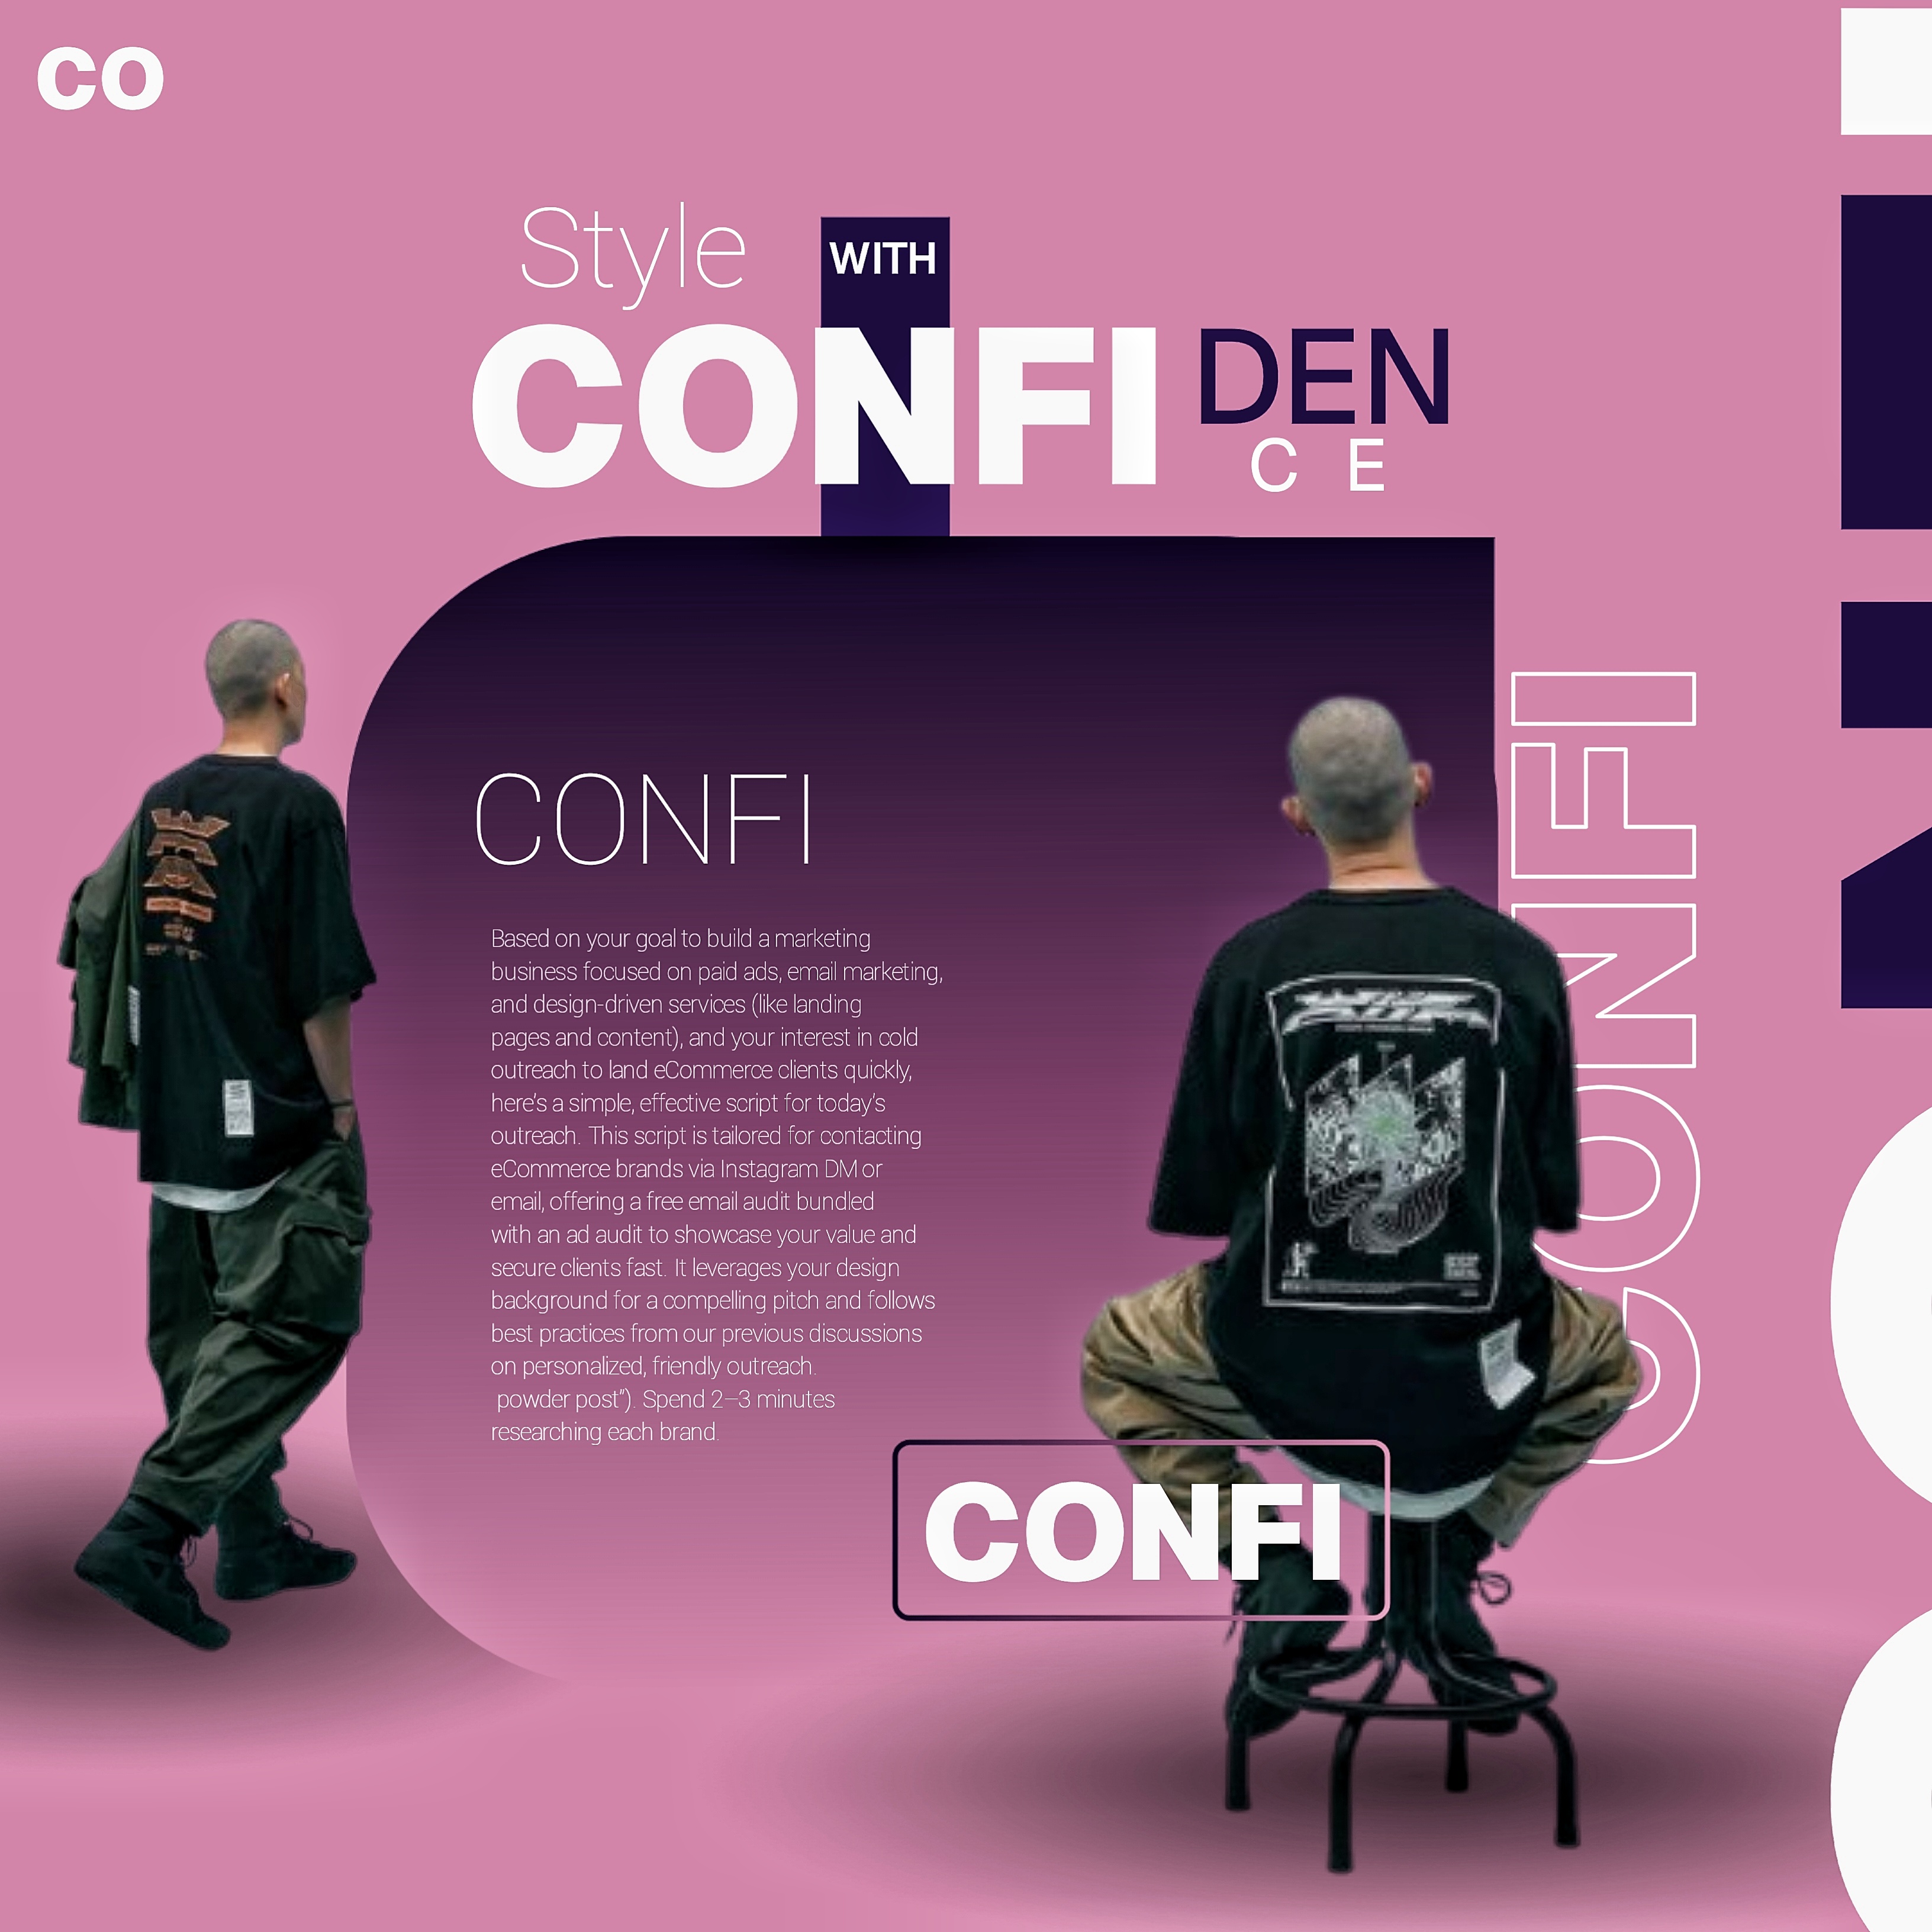 CO
Style
WITH
CONFI DEN
C E
CONFI
Based on your goal to build a marketing
business focused on paid ads, email marketing,
and design-driven services (like landing
pages and content), and your interest in cold
outreach to land eCommerce clients quickly,
here's a simple, effective script for today's
outreach. This script is tailored for contacting
eCommerce brands via Instagram DM or
email, offering a free email audit bundled
with an ad audit to showcase your value and
secure clients fast. It leverages your design
background for a compelling pitch and follows
best practices from our previous discussions
on personalized, friendly outreach.
powder post"). Spend 2–3 minutes
researching each brand.
CONFI
CONFI